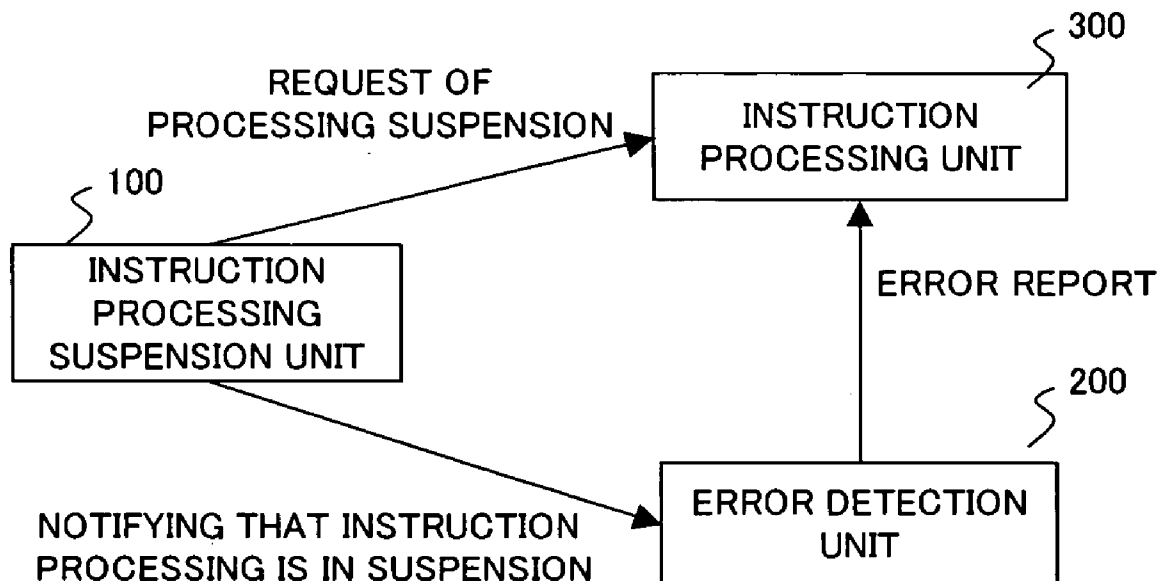 300
REQUEST OF
PROCESSING SUSPENSION
INSTRUCTION
PROCESSING UNIT
100
INSTRUCTION
PROCESSING
SUSPENSION UNIT
ERROR REPORT
200
ERROR DETECTION
UNIT
NOTIFYING THAT INSTRUCTION
PROCESSING IS IN SUSPENSION